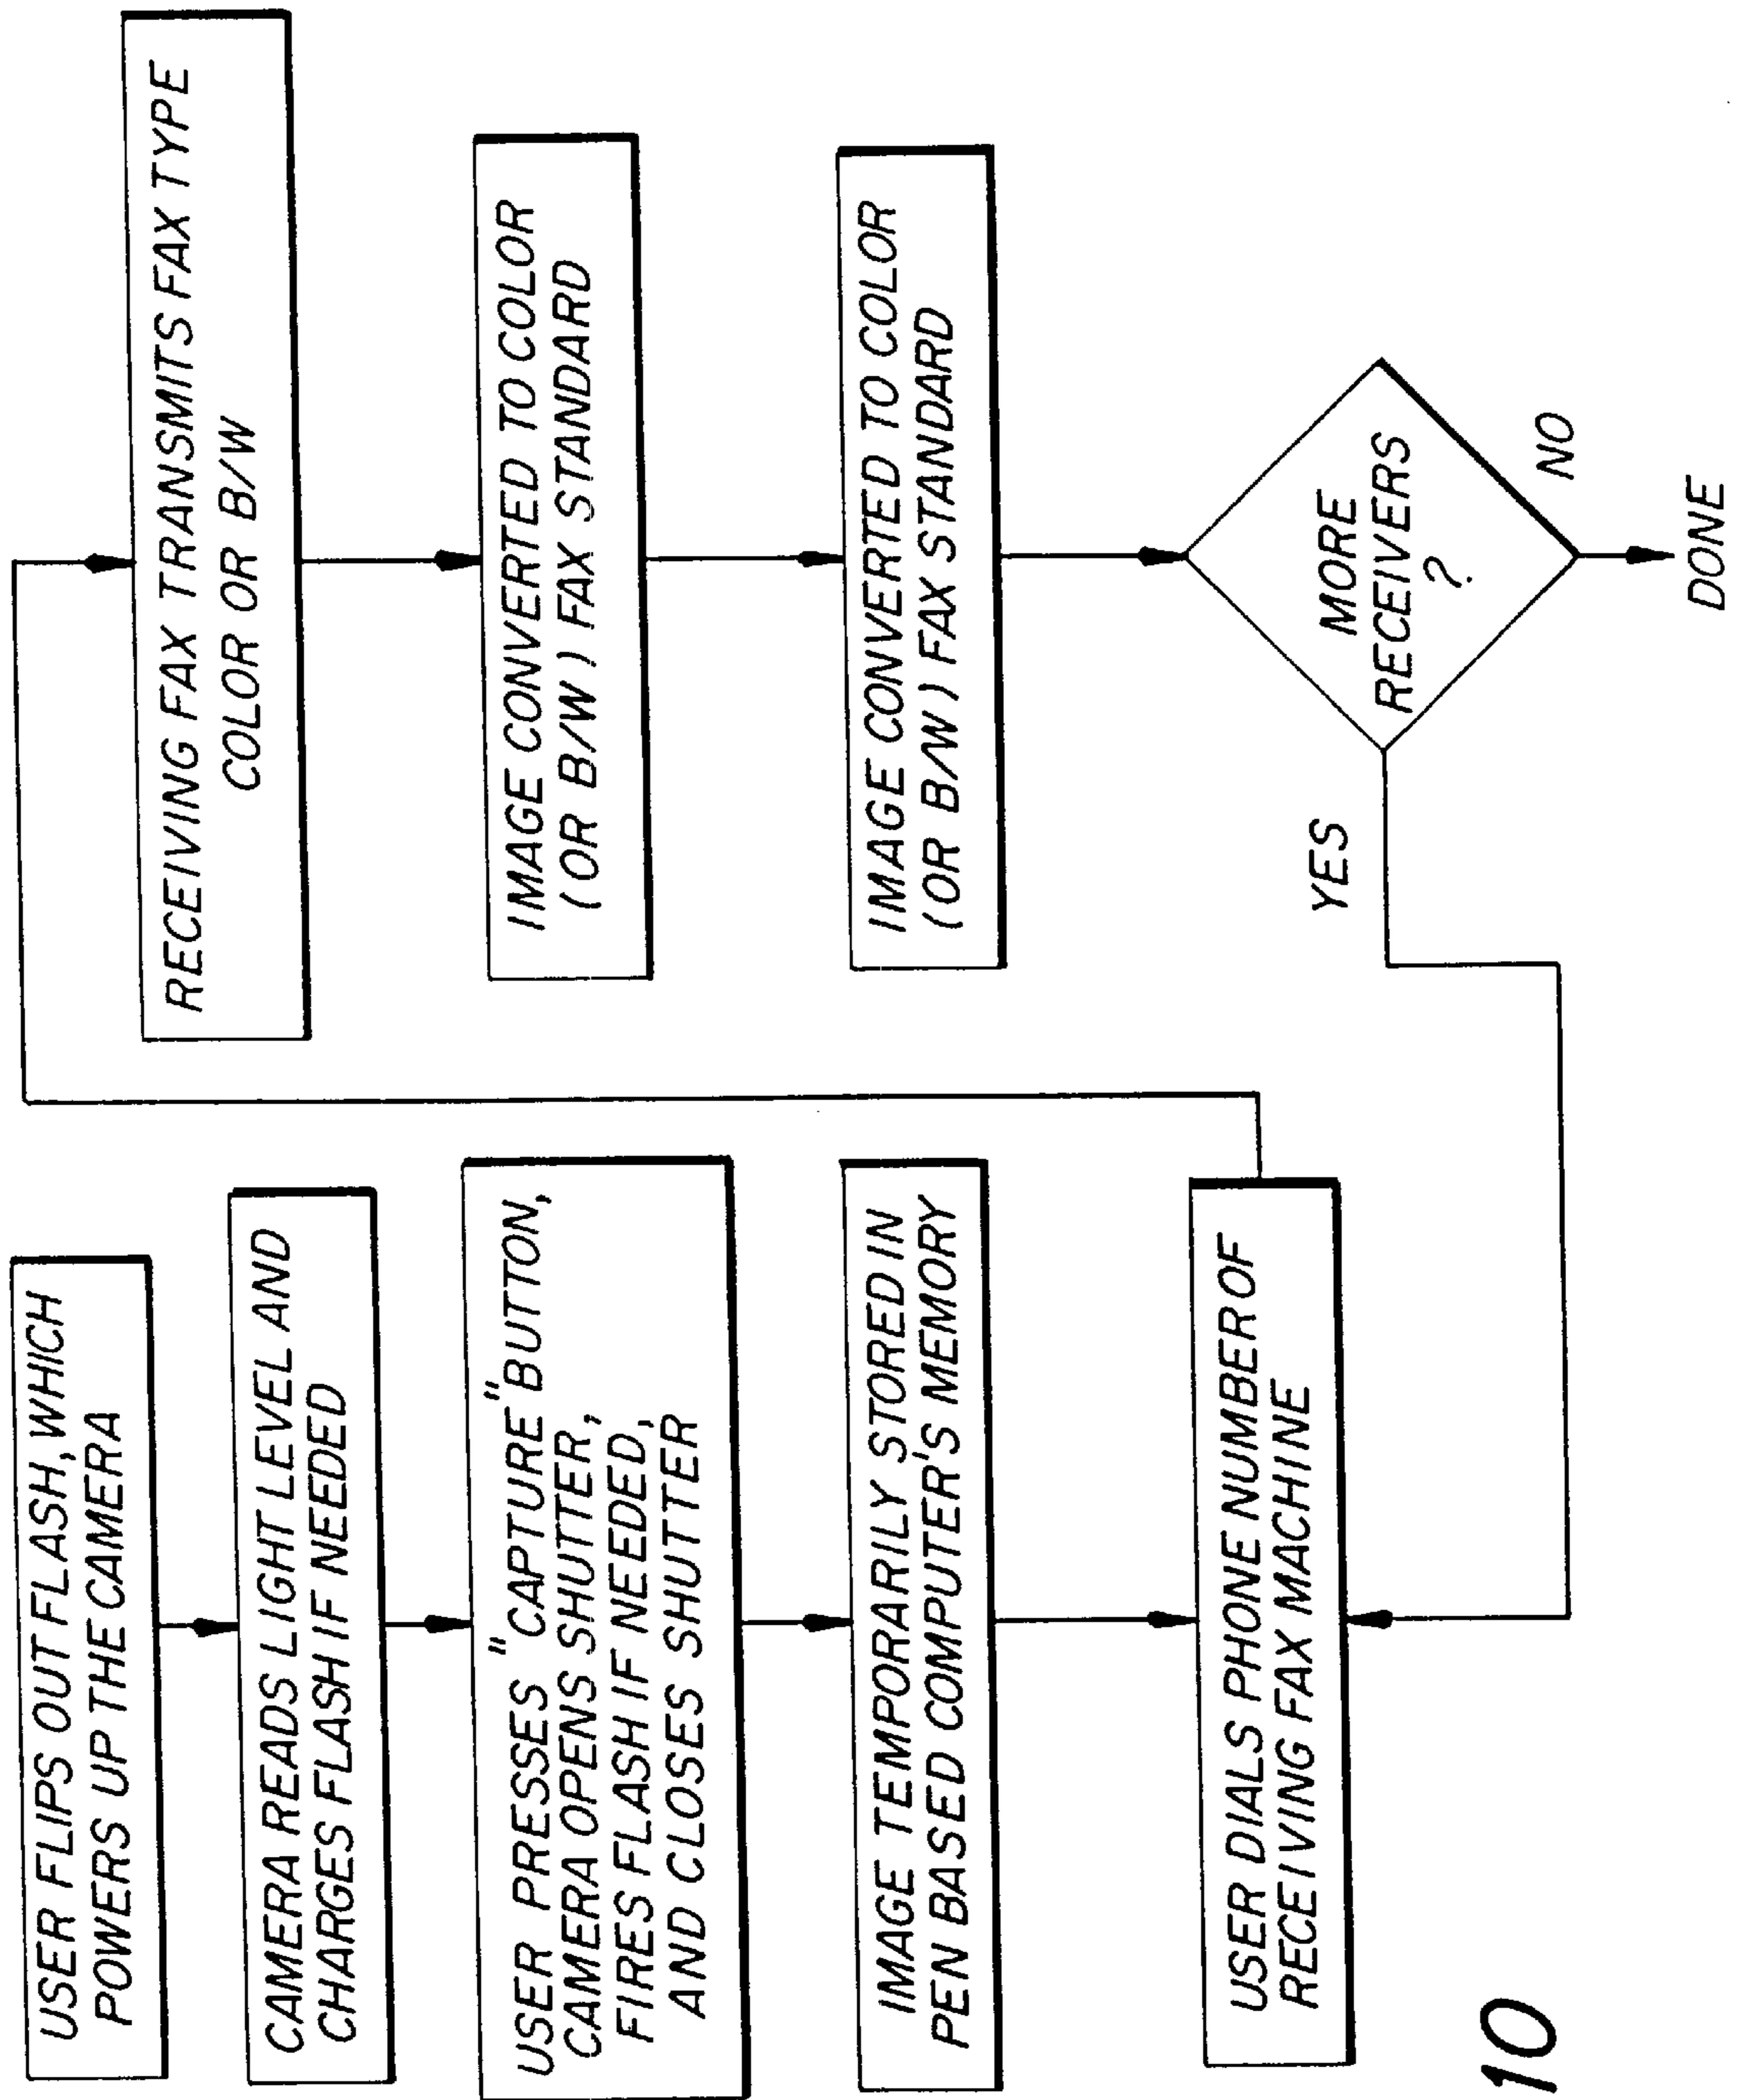 USER FLIPS OUT FLASH, WHICH
POWERS UP THE CAMERA
CAMERA READS LIGHT LEVEL AND
CHARGES FLASH IF NEEDED
USER PRESSES "CAPTURE" BUTTON,
CAMERA OPENS SHUTTER,
FIRES FLASH IF NEEDED,
AND CLOSES SHUTTER
IMAGE TEMPORARILY STORED IN
PEN BASED COMPUTER'S MEMORY
USER DIALS PHONE NUMBER OF
RECEIVING FAX MACHINE
RECEIVING FAX TRANSMITS FAX TYPE
COLOR OR B/W
IMAGE CONVERTED TO COLOR
(OR B/W) FAX STANDARD
IMAGE CONVERTED TO COLOR
(OR B/W) FAX STANDARD
MORE
RECEIVERS
?
YES
NO
DONE
10